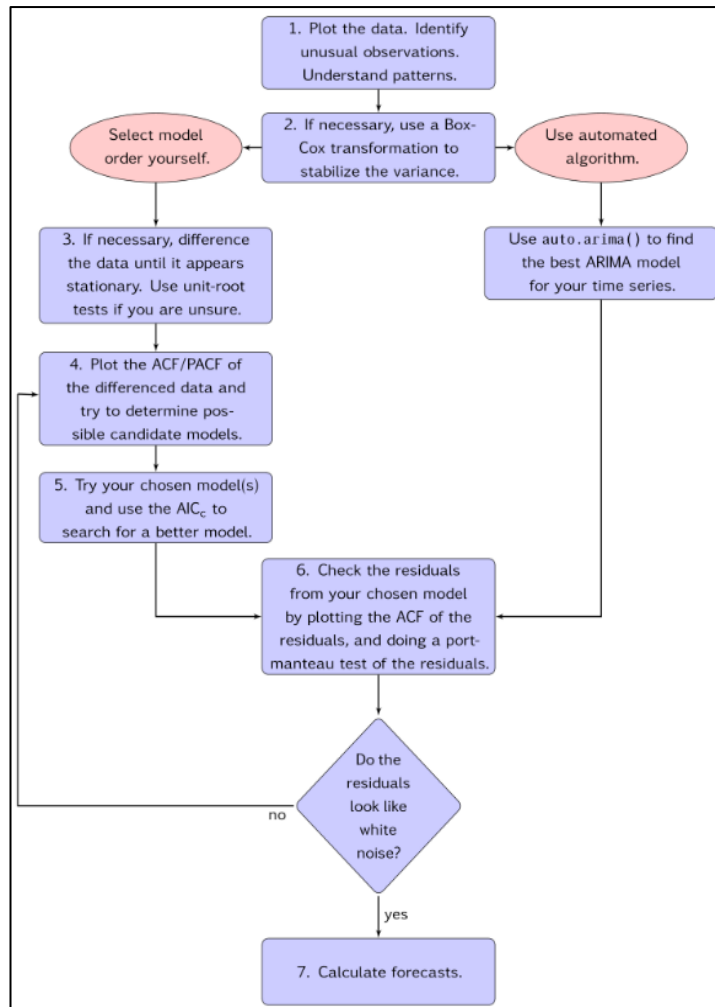 1. Plot the data. Identify
unusual observations.
Understand patterns.
Select model
order yourself.
2. If necessary, use a Box-
Cox transformation to
stabilize the variance.
Use automated
algorithm.
3. If necessary, difference
the data until it appears
stationary. Use unit-root
tests if you are unsure.
Use auto.arima() to find
the best ARIMA model
for your time series.
4. Plot the ACF/PACF of
the differenced data and
try to determine pos-
sible candidate models.
5. Try your chosen model(s)
and use the AICc to
search for a better model.
6. Check the residuals
from your chosen model
by plotting the ACF of the
residuals, and doing a port-
manteau test of the residuals.
Do the
residuals
look like
white
noise?
no
yes
7. Calculate forecasts.